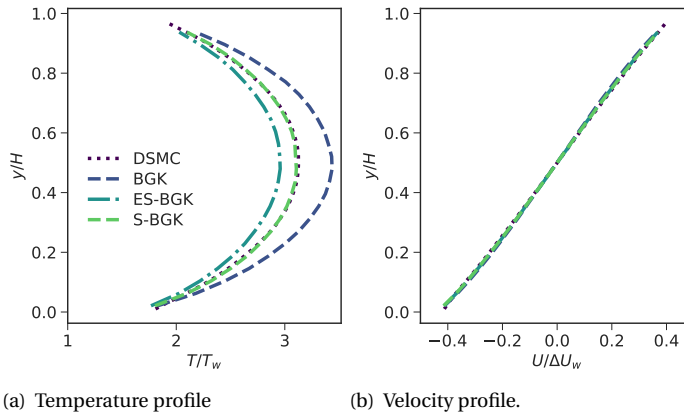 1.0
0.8
0.6
0.4
0.2
0.0
y/H
DSMC
BGK
ES-BGK
S-BGK
1 2 3
T/T_w
1.0
0.8
0.6
0.4
0.2
0.0
y/H
−0.4 −0.2 0.0 0.2 0.4
U/ΔU_w
(a) Temperature profile
(b) Velocity profile.